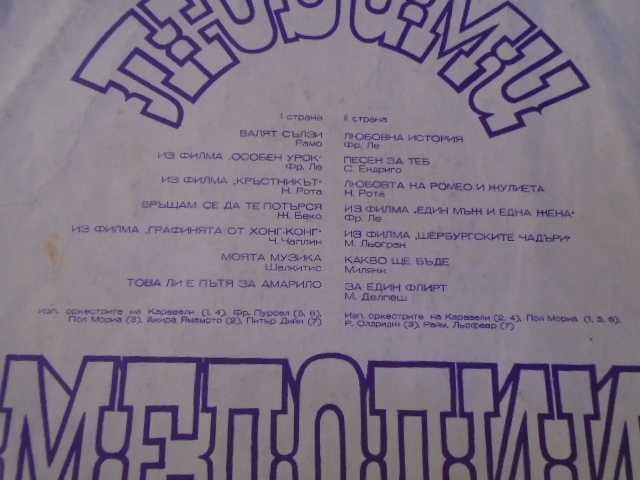 ЛЮБИМИ
I страна
ВАЛЯТ СЪЛЗИ
Рамо
ИЗ ФИЛМА „ОСОБЕН УРОК“
Фр. Ле
ИЗ ФИЛМА „КРЪСТНИКЪТ“
Н. Рота
ВРЪЩАМ СЕ ДА ТЕ ПОТЪРСЯ
Ж. Беко
ИЗ ФИЛМА „ГРАФИНЯТА ОТ ХОНГ-КОНГ“
Ч. Чаплин
МОЯТА МУЗИКА
Шелкитис
ТОВА ЛИ Е ПЪТЯ ЗА АМАРИЛО
Изп. оркестрите на Каравели (1, 4), Фр. Пурсел (5, 6),
Пол Мориа (3), Акира Ямамото (2), Питър Дийн (7)
II страна
ЛЮБОВНА ИСТОРИЯ
Фр. Ле
ПЕСЕН ЗА ТЕБ
С. Ендриго
ЛЮБОВТА НА РОМЕО И ЖУЛИЕТА
Н. Рота
ИЗ ФИЛМА „ЕДИН МЪЖ И ЕДНА ЖЕНА“
Фр. Ле
ИЗ ФИЛМА „ШЕРБУРГСКИТЕ ЧАДЪРИ“
М. Льогран
КАКВО ЩЕ БЪДЕ
Милячи
ЗА ЕДИН ФЛИРТ
М. Делпеш
Изп. оркестрите на Каравели (2, 4), Пол Мориа (1, 5, 6),
Р. Олдридж (3), Райм. Льофевр (7)
МЕЛОДИИ